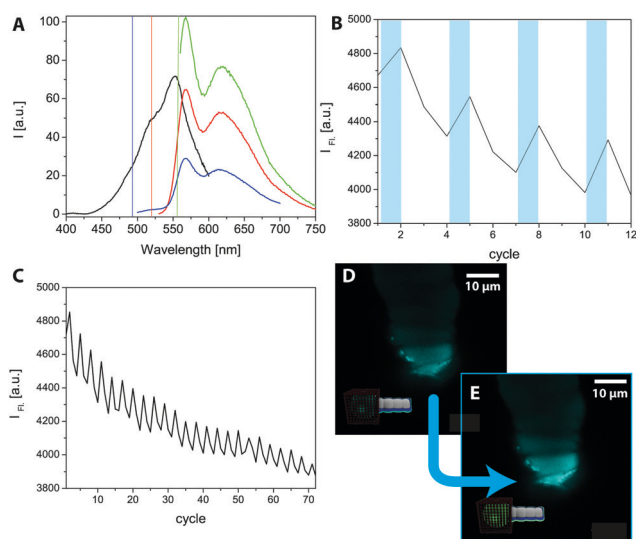 A
I [a.u.]
100
80
60
40
20
0
400 450 500 550 600 650 700 750
Wavelength [nm]
B
I Fl. [a.u.]
5000
4800
4600
4400
4200
4000
3800
2 4 6 8 10 12
cycle
C
I Fl. [a.u.]
5000
4800
4600
4400
4200
4000
3800
10 20 30 40 50 60 70
cycle
D
10 µm
E
10 µm